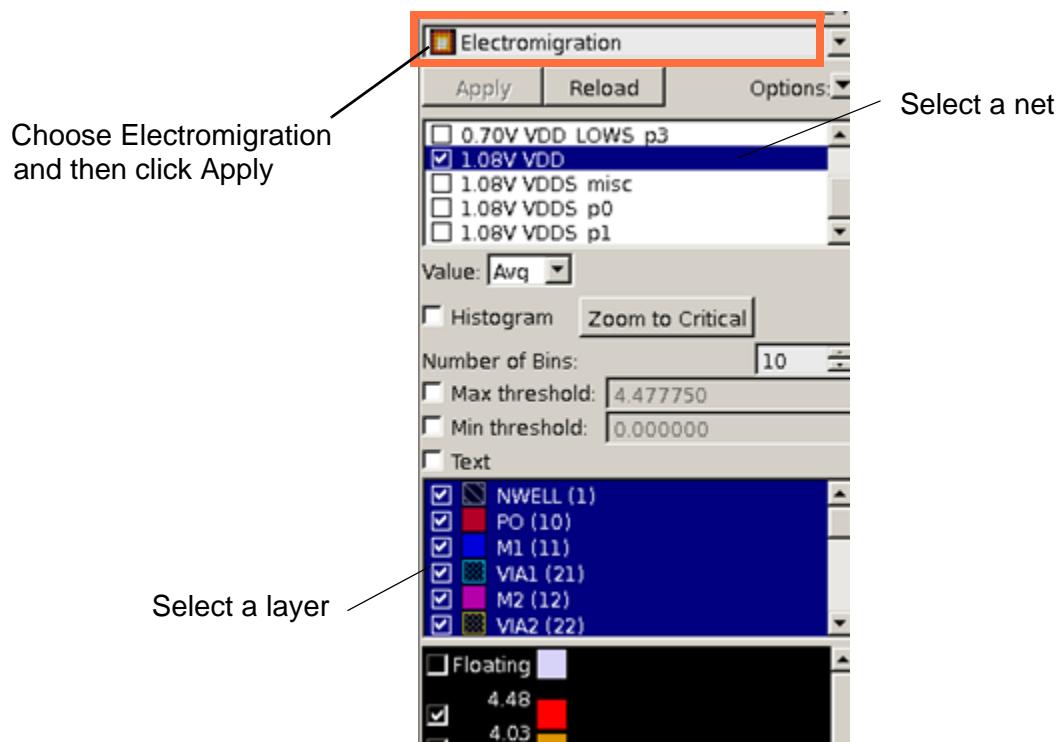 Electromigration
Apply Reload Options:
Select a net
Choose Electromigration
and then click Apply
0.70V VDD LOWS p3
1.08V VDD
1.08V VDDS misc
1.08V VDDS p0
1.08V VDDS p1
Value: Avg
Histogram Zoom to Critical
Number of Bins: 10
Max threshold: 4.477750
Min threshold: 0.000000
Text
NWELL (1)
PO (10)
M1 (11)
VIA1 (21)
Select a layer
M2 (12)
VIA2 (22)
Floating
4.48
4.03